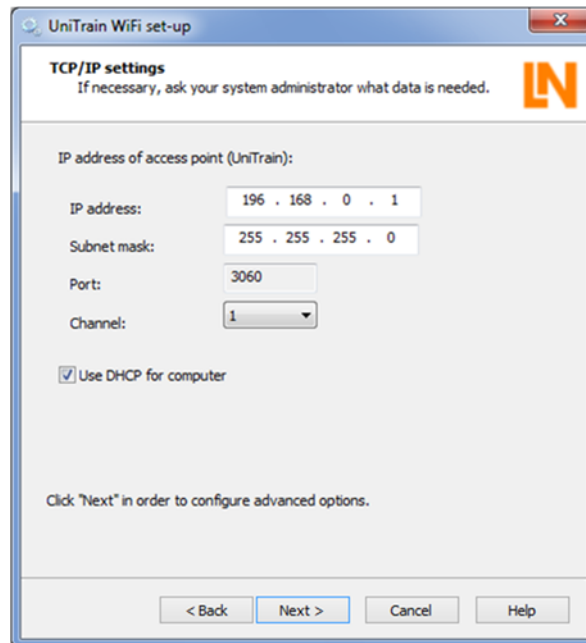 UniTrain WiFi set-up
TCP/IP settings
If necessary, ask your system administrator what data is needed.
LN
IP address of access point (UniTrain):
IP address: 196 . 168 . 0 . 1
Subnet mask: 255 . 255 . 255 . 0
Port: 3060
Channel: 1
Use DHCP for computer
Click "Next" in order to configure advanced options.
< Back Next > Cancel Help